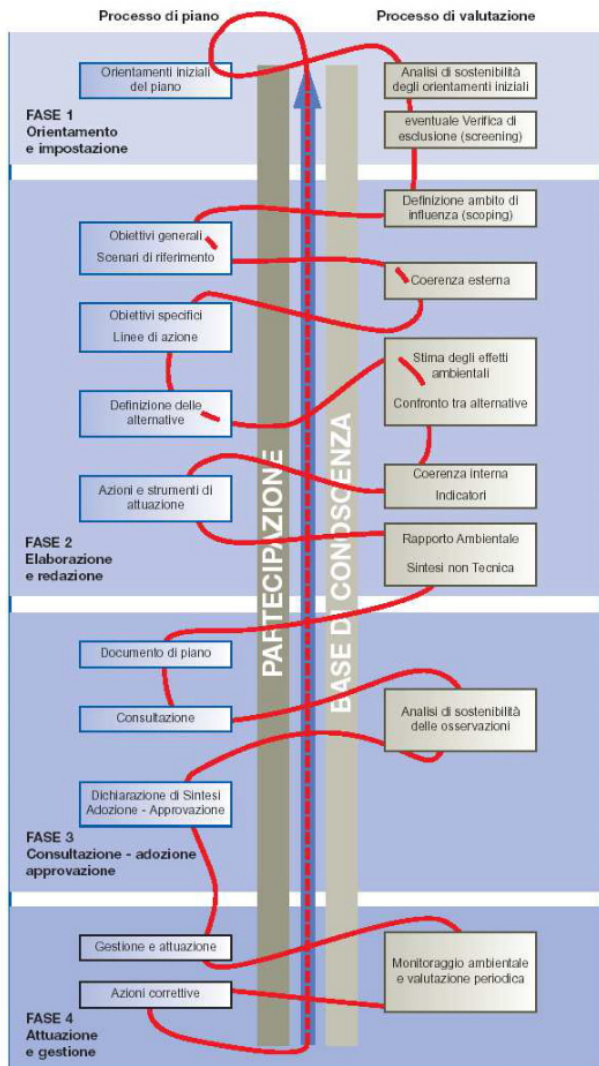 Processo di piano
Processo di valutazione
Orientamenti iniziali
del piano
Analisi di sostenibilità
degli orientamenti iniziali
FASE 1
Orientamento
e impostazione
eventuale Verifica di
esclusione (screening)
Definizione ambito di
influenza (scoping)
Obiettivi generali
Scenari di riferimento
Coerenza esterna
Obiettivi specifici
Linee di azione
Stima degli effetti
ambientali
Confronto tra alternative
Definizione delle
alternative
PARTECIPAZIONE
BASE DI CONOSCENZA
Azioni e strumenti di
attuazione
Coerenza interna
Indicatori
FASE 2
Elaborazione
e redazione
Rapporto Ambientale
Sintesi non Tecnica
Documento di piano
Consultazione
Analisi di sostenibilità
delle osservazioni
Dichiarazione di Sintesi
Adozione - Approvazione
FASE 3
Consultazione - adozione
approvazione
Gestione e attuazione
Monitoraggio ambientale
e valutazione periodica
Azioni correttive
FASE 4
Attuazione
e gestione